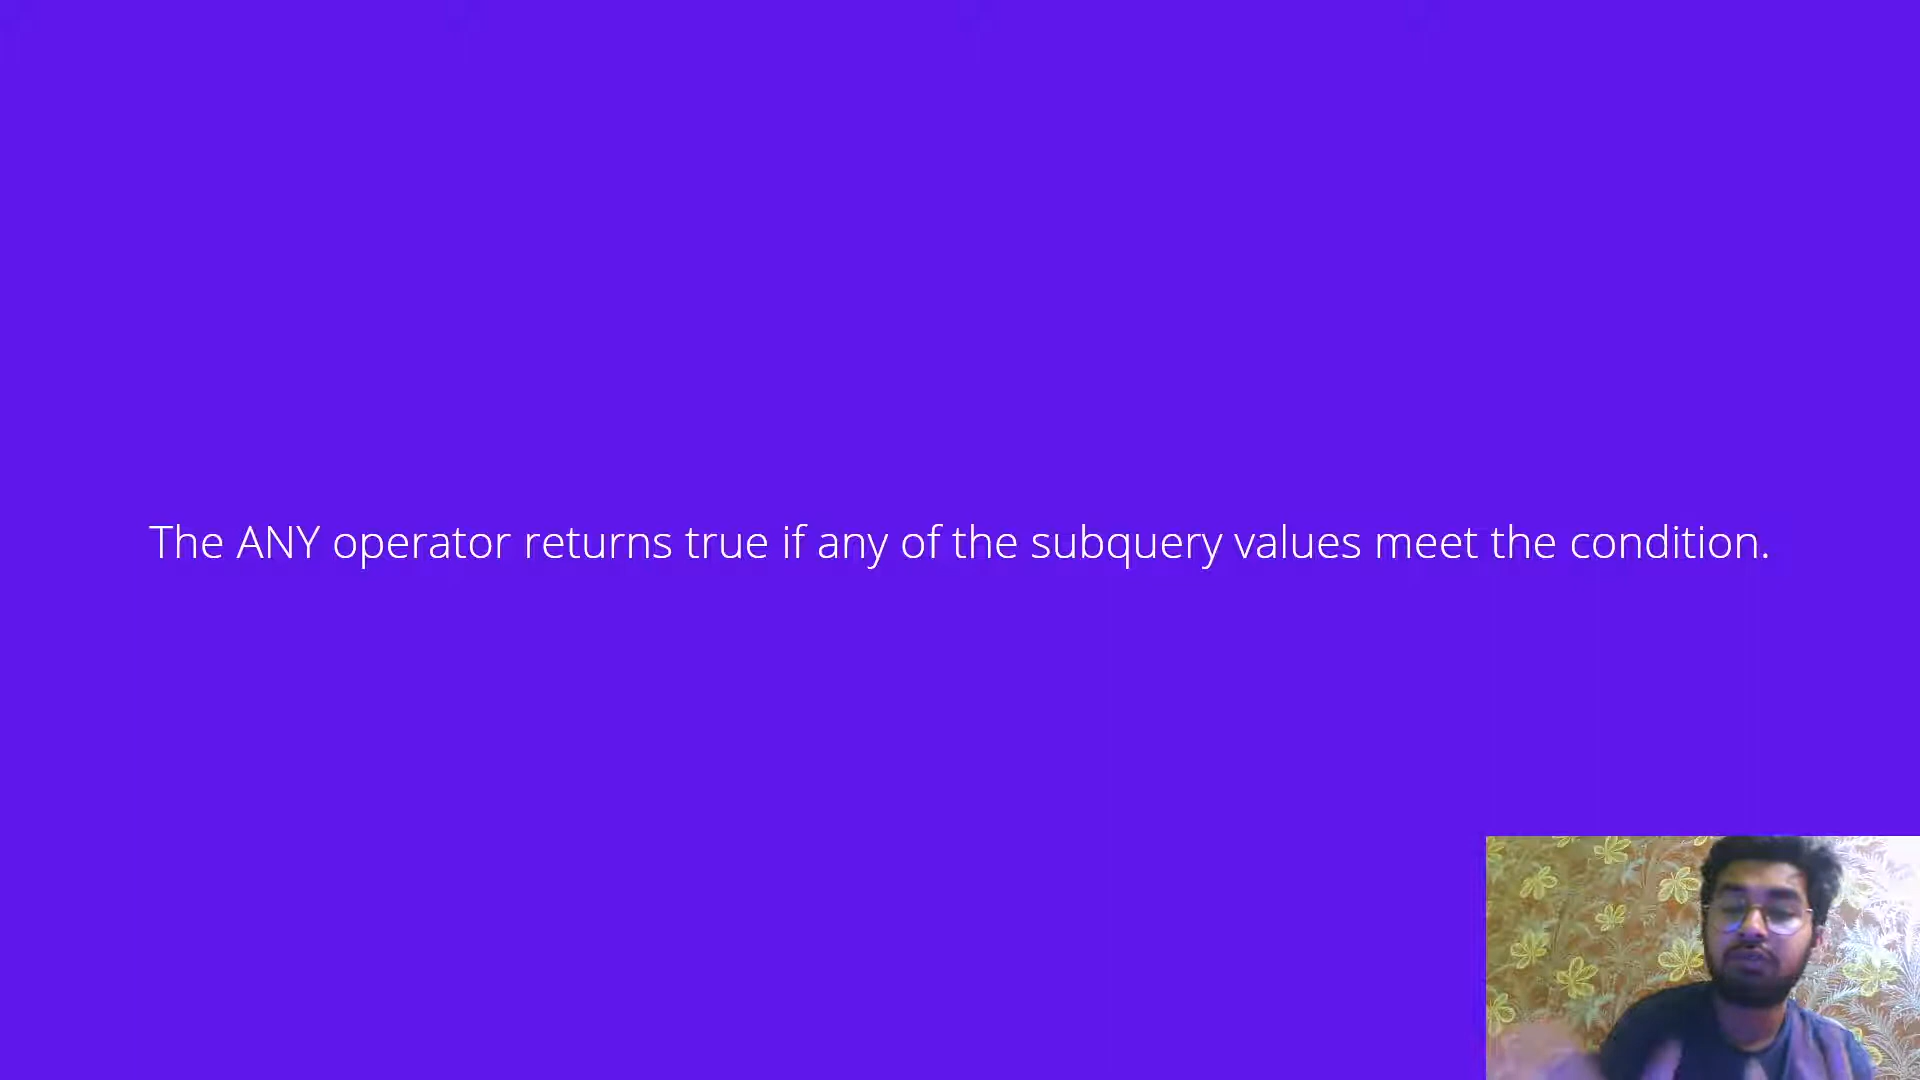 The ANY operator returns true if any of the subquery values meet the condition.